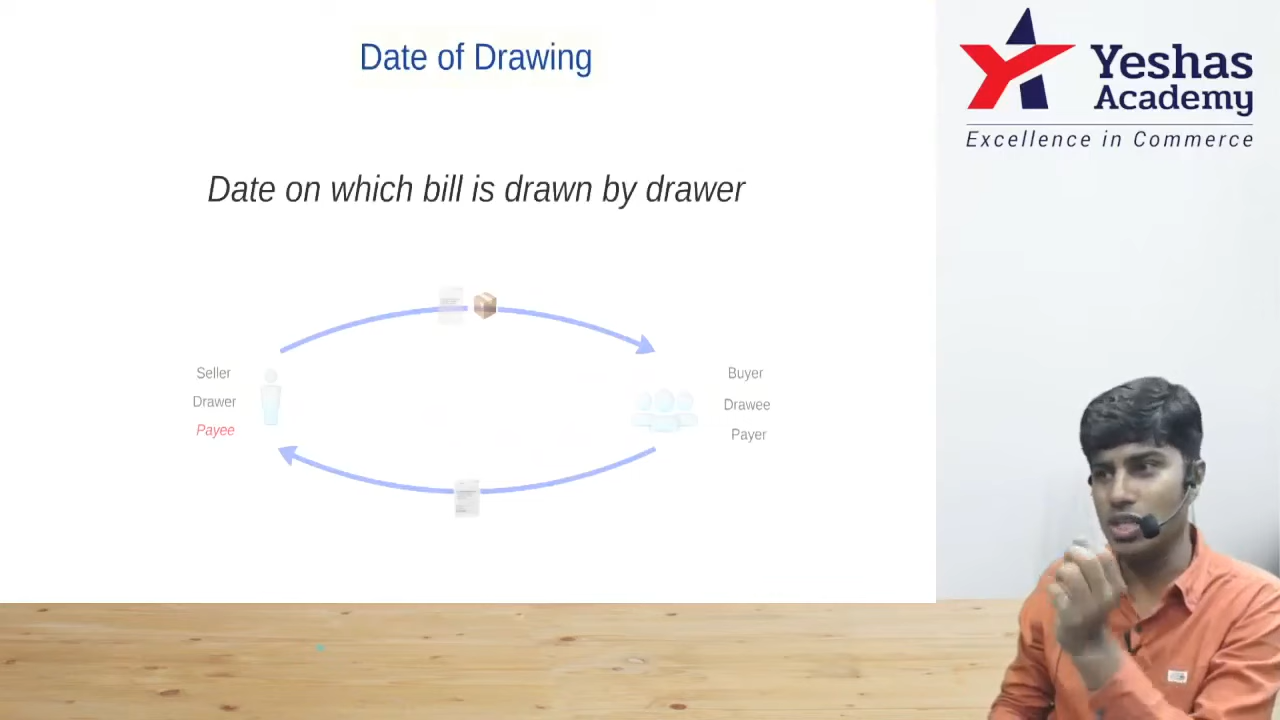 Date of Drawing
Date on which bill is drawn by drawer
Seller
Drawer
Payee
Buyer
Drawee
Payer
Yeshas
Academy
Excellence in Commerce